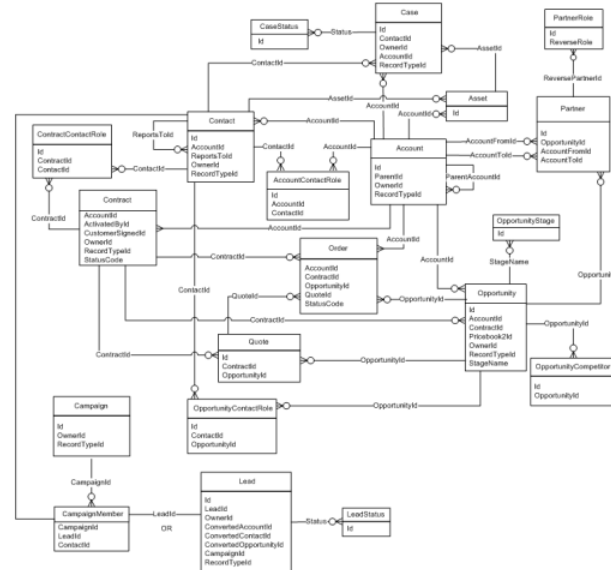 Case
Id
ContactId
OwnerId
AccountId
RecordTypeId
CaseStatus
Id
Status
PartnerRole
Id
ReverseRole
ContactId
AssetId
ReversePartnerId
AccountId
AssetId
AccountId
Asset
Id
Contact
Id
AccountId
ReportsToId
OwnerId
RecordTypeId
ReportsToId
AccountId
Partner
Id
OpportunityId
AccountFromId
AccountToId
ContractContactRole
Id
ContractId
ContactId
ContactId
ContactId
AccountId
Account
Id
ParentId
OwnerId
RecordTypeId
AccountFromId
AccountToId
ParentAccountId
AccountContactRole
Id
AccountId
ContactId
Contract
AccountId
ActivatedById
CustomerSignedId
OwnerId
RecordTypeId
StatusCode
ContractId
AccountId
AccountId
OpportunityStage
Id
StageName
Order
AccountId
ContractId
OpportunityId
QuoteId
StatusCode
ContractId
AccountId
Opportuni
ContactId
QuoteId
OpportunityId
Opportunity
Id
AccountId
ContractId
Pricebook2Id
OwnerId
RecordTypeId
StageName
ContractId
OpportunityId
Quote
Id
ContractId
OpportunityId
ContractId
OpportunityId
OpportunityCompetitor
Id
OpportunityId
OpportunityContactRole
Id
ContactId
OpportunityId
OpportunityId
Campaign
Id
OwnerId
RecordTypeId
CampaignId
CampaignMember
CampaignId
LeadId
ContactId
LeadId
OR
Lead
Id
LeadId
OwnerId
ConvertedAccountId
ConvertedContactId
ConvertedOpportunityId
CampaignId
RecordTypeId
Status
LeadStatus
Id